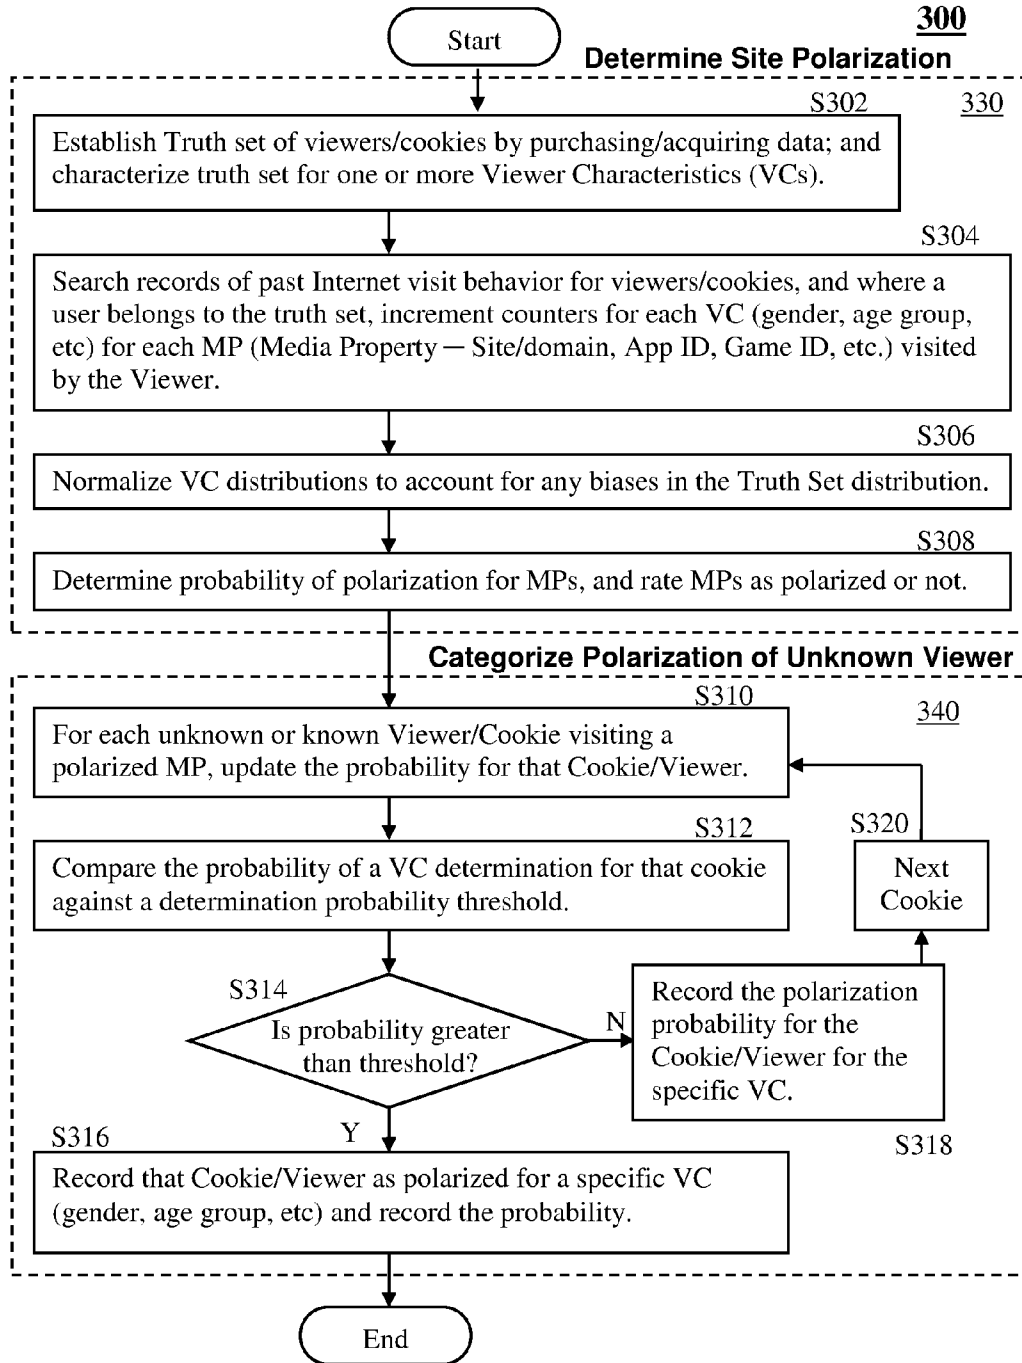 300
Start
Determine Site Polarization
S302
330
Establish Truth set of viewers/cookies by purchasing/acquiring data; and
characterize truth set for one or more Viewer Characteristics (VCs).
S304
Search records of past Internet visit behavior for viewers/cookies, and where a
user belongs to the truth set, increment counters for each VC (gender, age group,
etc) for each MP (Media Property — Site/domain, App ID, Game ID, etc.) visited
by the Viewer.
S306
Normalize VC distributions to account for any biases in the Truth Set distribution.
S308
Determine probability of polarization for MPs, and rate MPs as polarized or not.
Categorize Polarization of Unknown Viewer
S310
340
For each unknown or known Viewer/Cookie visiting a
polarized MP, update the probability for that Cookie/Viewer.
S312
Compare the probability of a VC determination for that cookie
against a determination probability threshold.
S320
Next
Cookie
S314
Is probability greater
than threshold?
N
Record the polarization
probability for the
Cookie/Viewer for the
specific VC.
S318
Y
S316
Record that Cookie/Viewer as polarized for a specific VC
(gender, age group, etc) and record the probability.
End